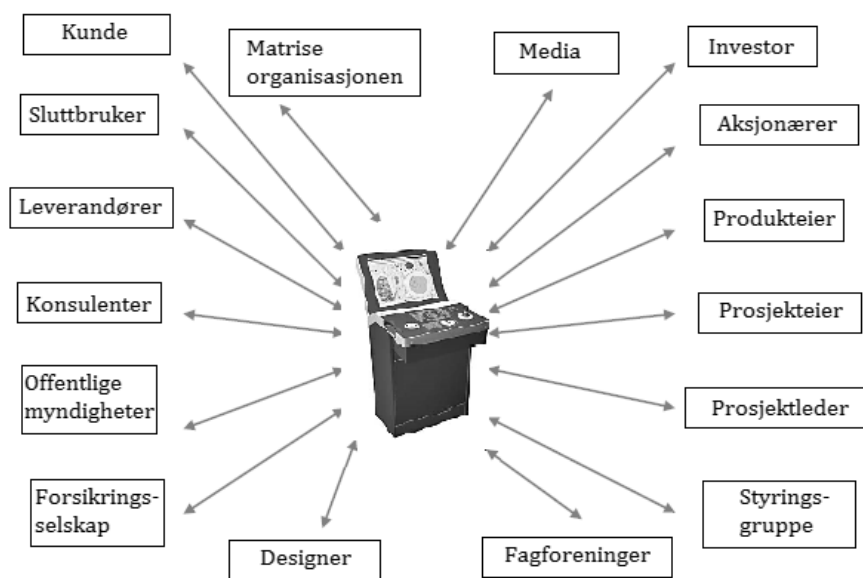 Kunde
Matrise
organisasjonen
Media
Investor
Sluttbruker
Aksjonærer
Leverandører
Produkteier
Konsulenter
Prosjekteier
Offentlige
myndigheter
Prosjektleder
Forsikrings-
selskap
Styrings-
gruppe
Designer
Fagforeninger